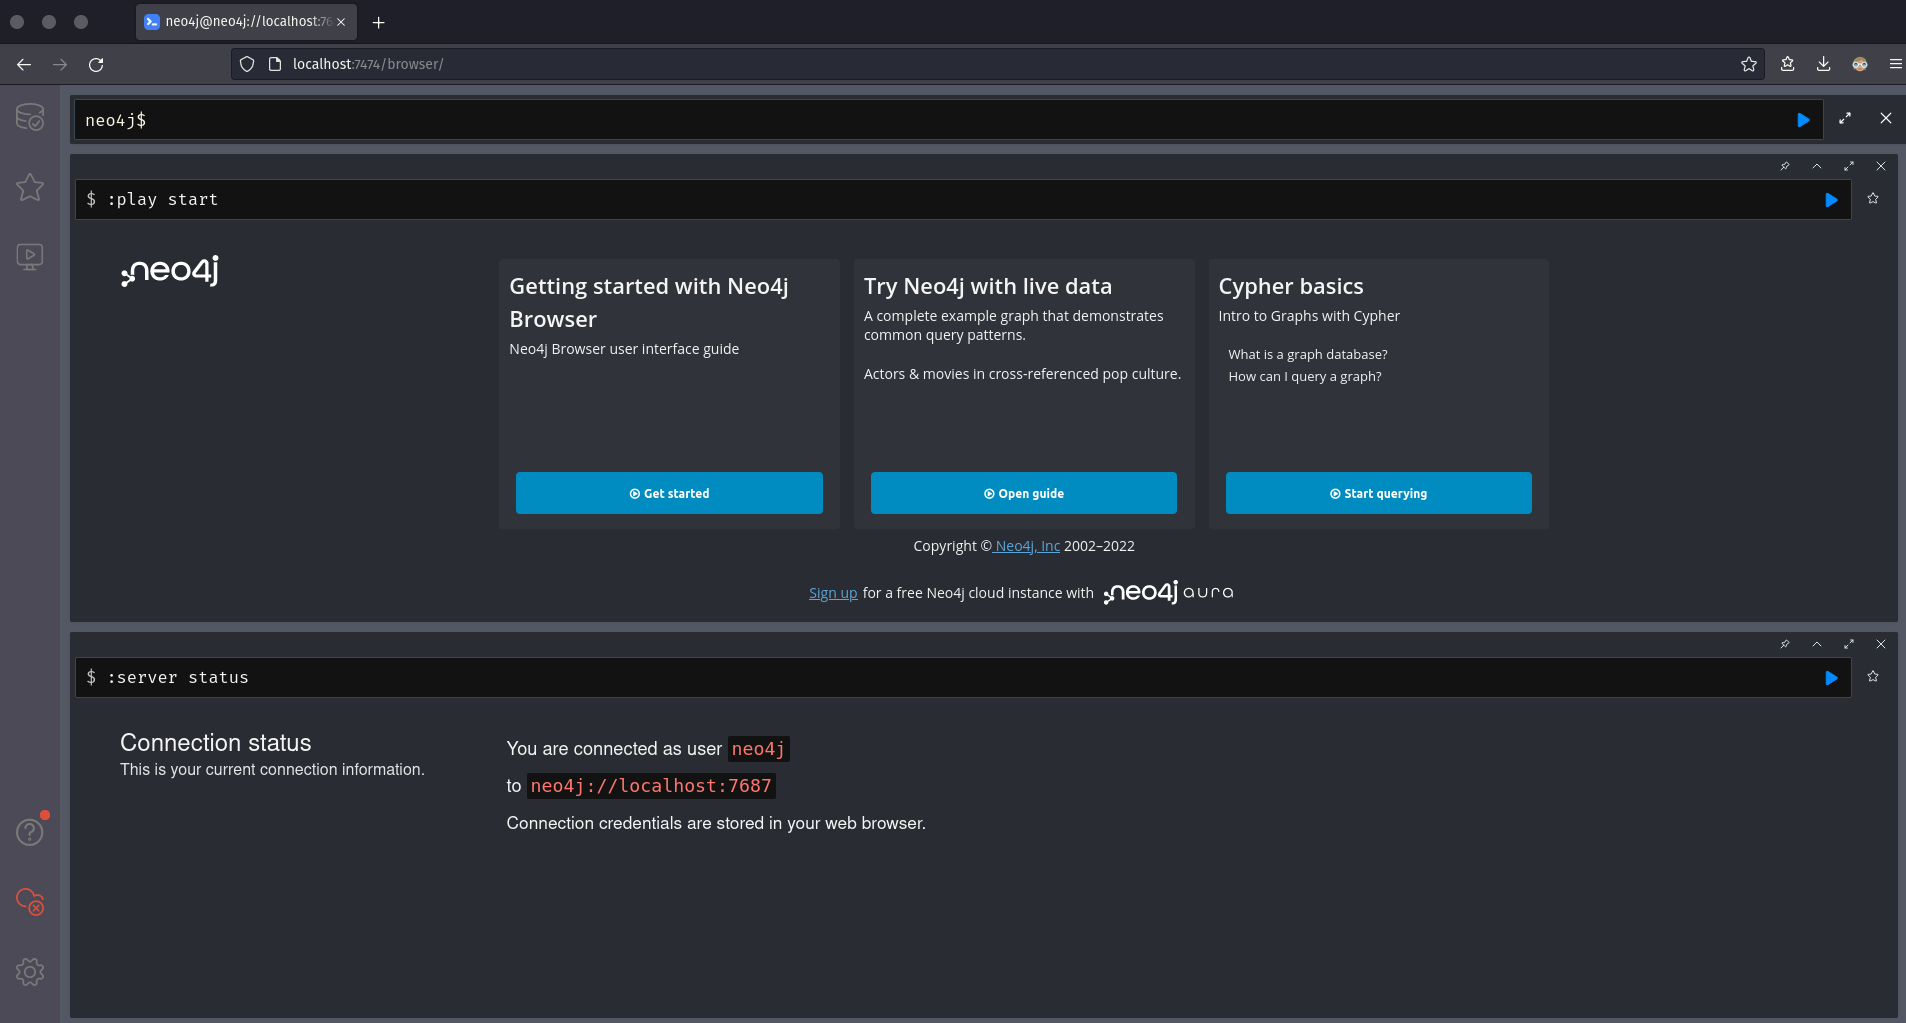 neo4j@neo4j://localhost:76
localhost:7474/browser/
neo4j$
$ :play start
neo4j
Getting started with Neo4j
Browser
Neo4j Browser user interface guide
Get started
Try Neo4j with live data
A complete example graph that demonstrates
common query patterns.
Actors & movies in cross-referenced pop culture.
Open guide
Cypher basics
Intro to Graphs with Cypher
What is a graph database?
How can I query a graph?
Start querying
Copyright © Neo4j, Inc 2002–2022
Sign up for a free Neo4j cloud instance with neo4j aura
$ :server status
Connection status
This is your current connection information.
You are connected as user neo4j
to neo4j://localhost:7687
Connection credentials are stored in your web browser.